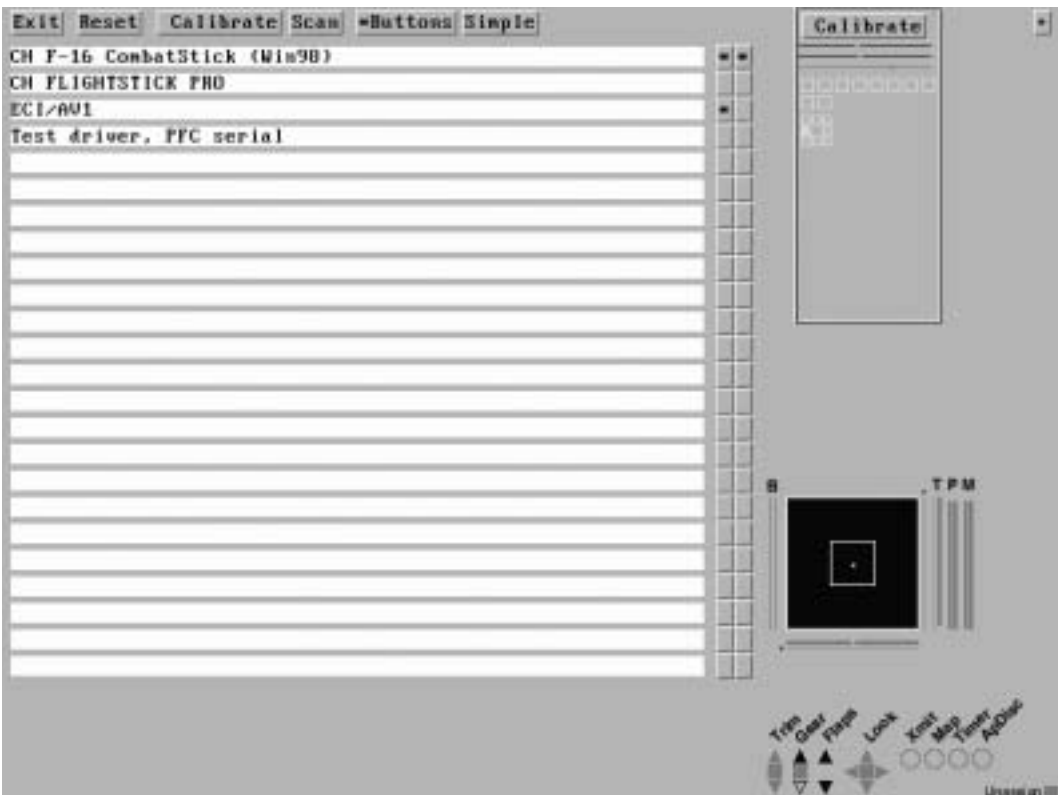 Exit Reset Calibrate Scan =Buttons Simple
Calibrate
CH F-16 CombatStick (Win98)
CH FLIGHTSTICK PRO
ECI/AV1
Test driver, PFC serial
B
T P M
Trim Gear Flaps Look Xmit Map Timer ApDisc
Unassign